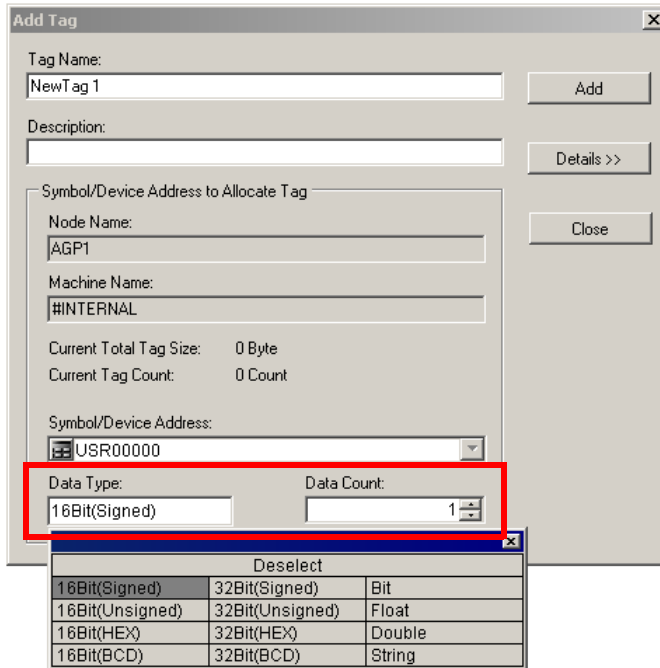 Add Tag
Tag Name:
NewTag 1
Add
Description:
Details >>
Symbol/Device Address to Allocate Tag
Node Name:
AGP1
Close
Machine Name:
#INTERNAL
Current Total Tag Size: 0 Byte
Current Tag Count: 0 Count
Symbol/Device Address:
USR00000
Data Type: Data Count:
16Bit(Signed) 1
Deselect
16Bit(Signed) 32Bit(Signed) Bit
16Bit(Unsigned) 32Bit(Unsigned) Float
16Bit(HEX) 32Bit(HEX) Double
16Bit(BCD) 32Bit(BCD) String